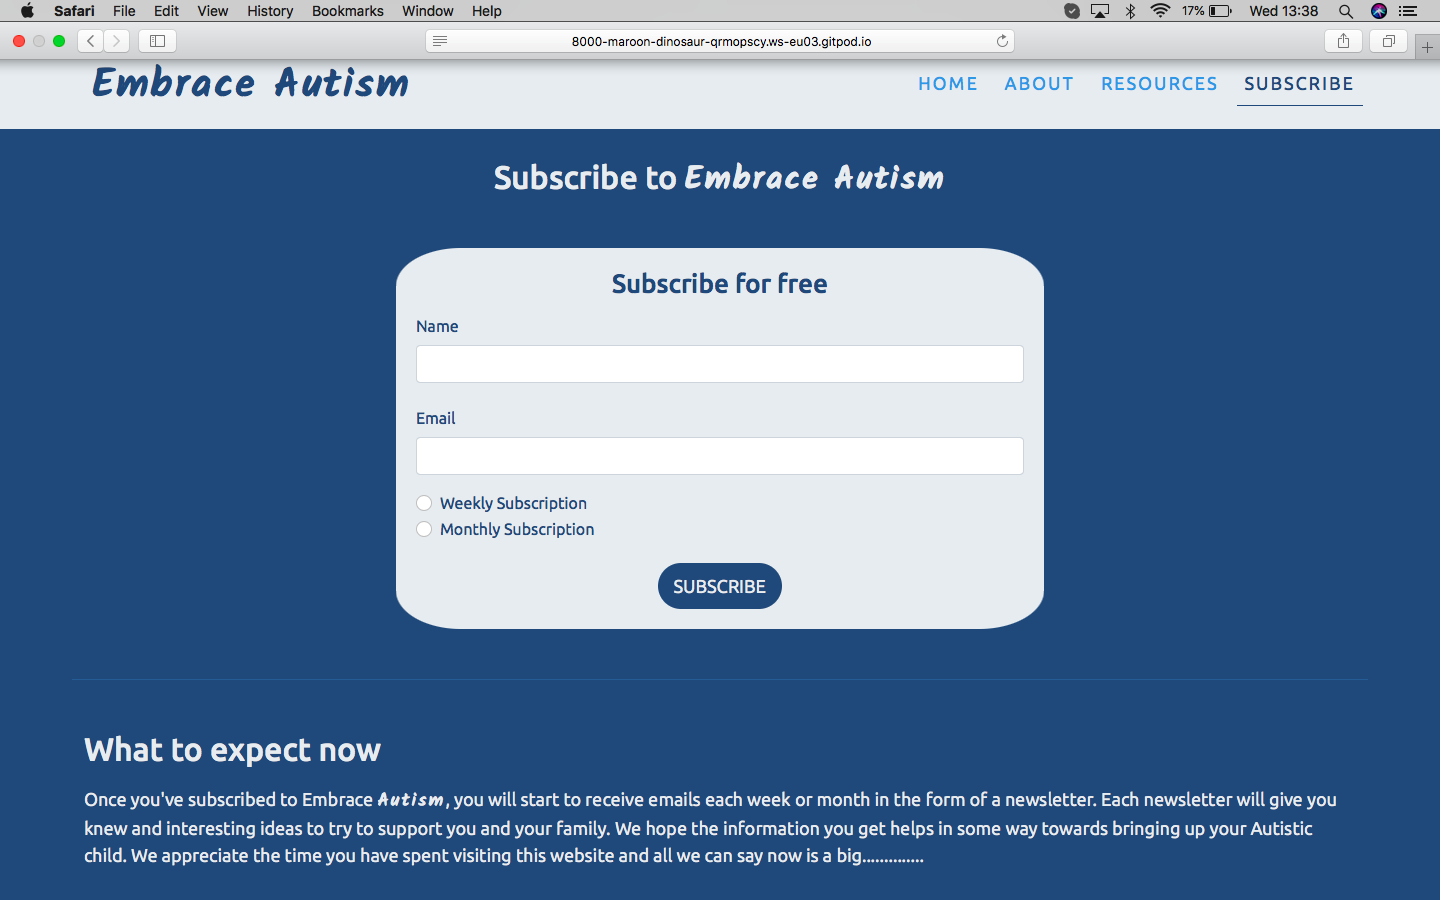 Safari File Edit View History Bookmarks Window Help 17% Wed 13:38
8000-maroon-dinosaur-qrmopscy.ws-eu03.gitpod.io
Embrace Autism HOME ABOUT RESOURCES SUBSCRIBE
Subscribe to Embrace Autism
Subscribe for free
Name
Email
Weekly Subscription
Monthly Subscription
SUBSCRIBE
What to expect now
Once you've subscribed to Embrace Autism, you will start to receive emails each week or month in the form of a newsletter. Each newsletter will give you
knew and interesting ideas to try to support you and your family. We hope the information you get helps in some way towards bringing up your Autistic
child. We appreciate the time you have spent visiting this website and all we can say now is a big..............